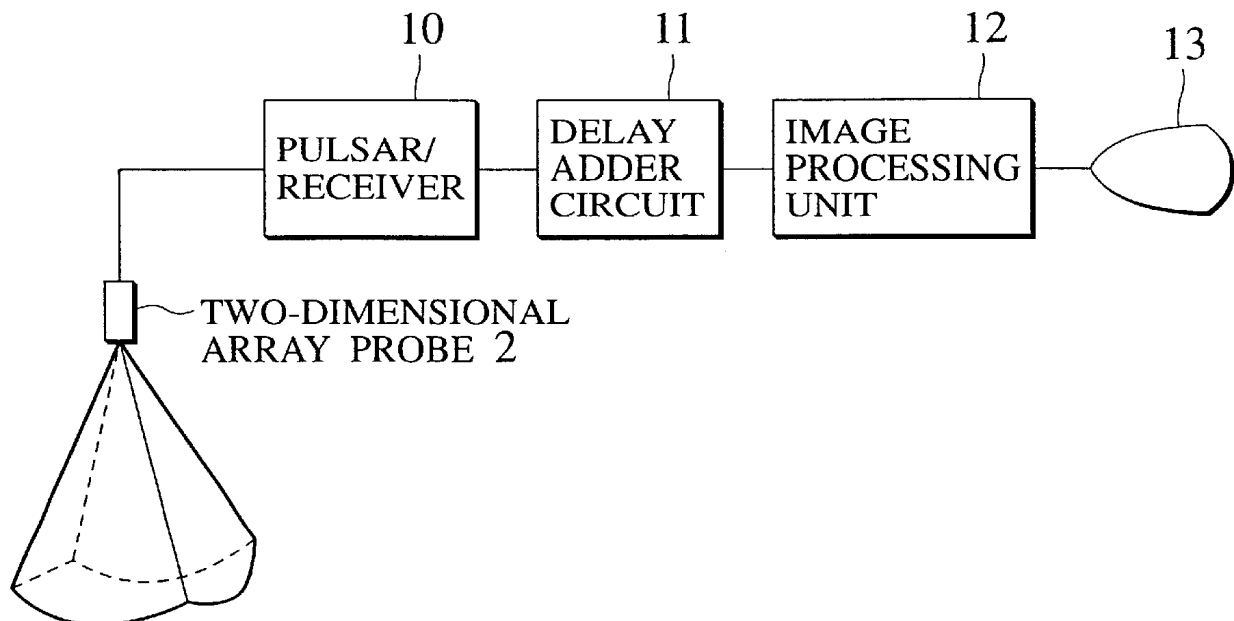 10
11
12
13
PULSAR/
RECEIVER
DELAY
ADDER
CIRCUIT
IMAGE
PROCESSING
UNIT
TWO-DIMENSIONAL
ARRAY PROBE 2